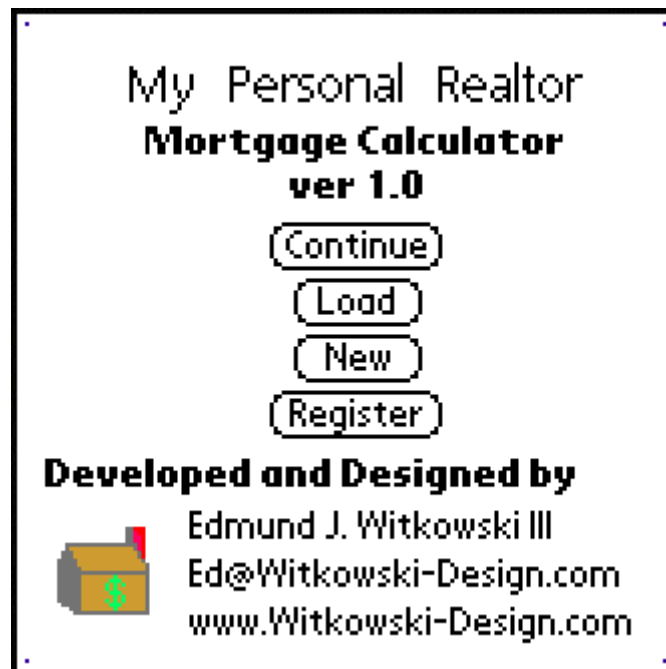 My Personal Realtor
Mortgage Calculator
ver 1.0
Continue
Load
New
Register
Developed and Designed by
Edmund J. Witkowski III
Ed@Witkowski-Design.com
www.Witkowski-Design.com
$